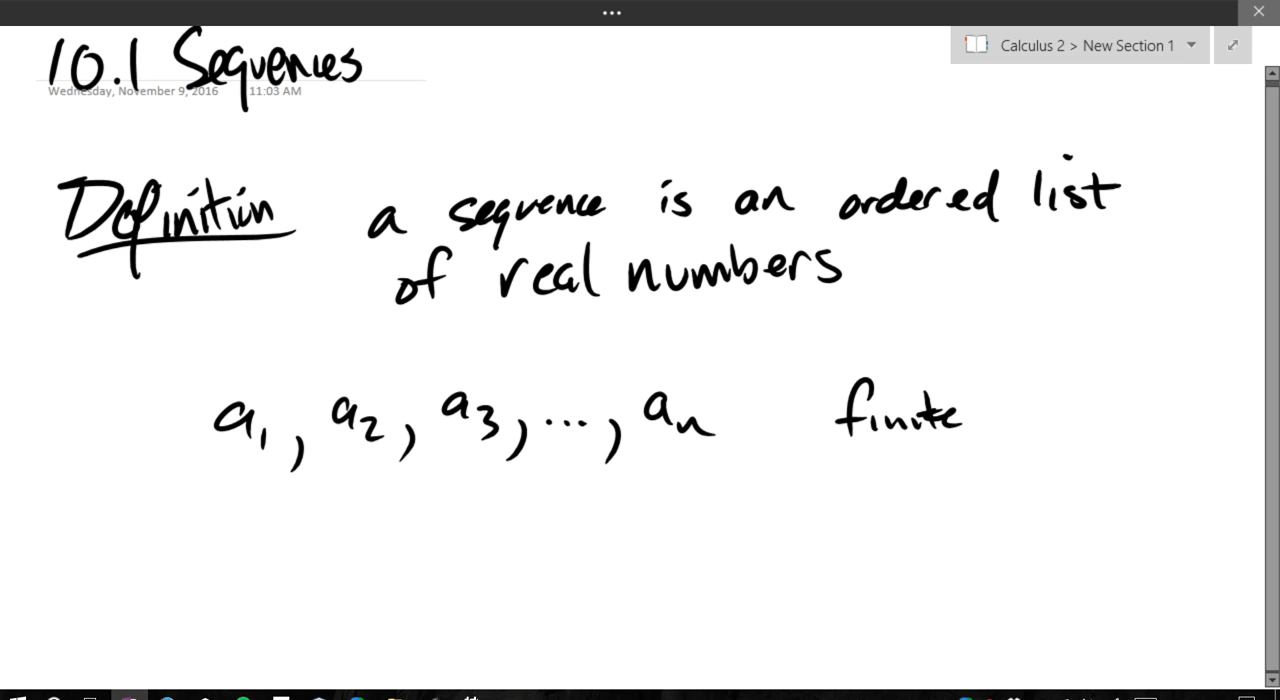 ...
Calculus 2 > New Section 1
10.1 Sequences
Wednesday, November 9, 2016 11:03 AM
Definition a sequence is an ordered list
of real numbers
a₁, a₂, a₃, ..., aₙ finite